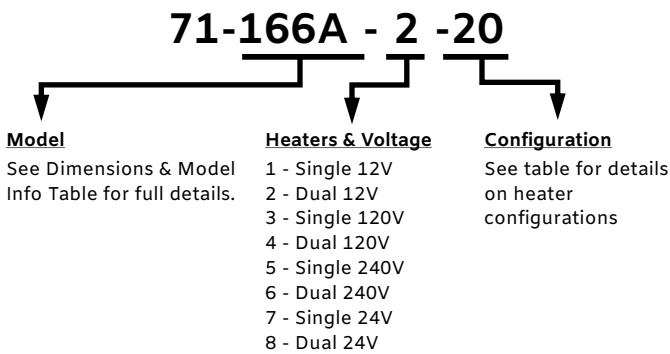 71-166A - 2 -20
Model
See Dimensions & Model
Info Table for full details.
Heaters & Voltage
1 - Single 12V
2 - Dual 12V
3 - Single 120V
4 - Dual 120V
5 - Single 240V
6 - Dual 240V
7 - Single 24V
8 - Dual 24V
Configuration
See table for details
on heater
configurations